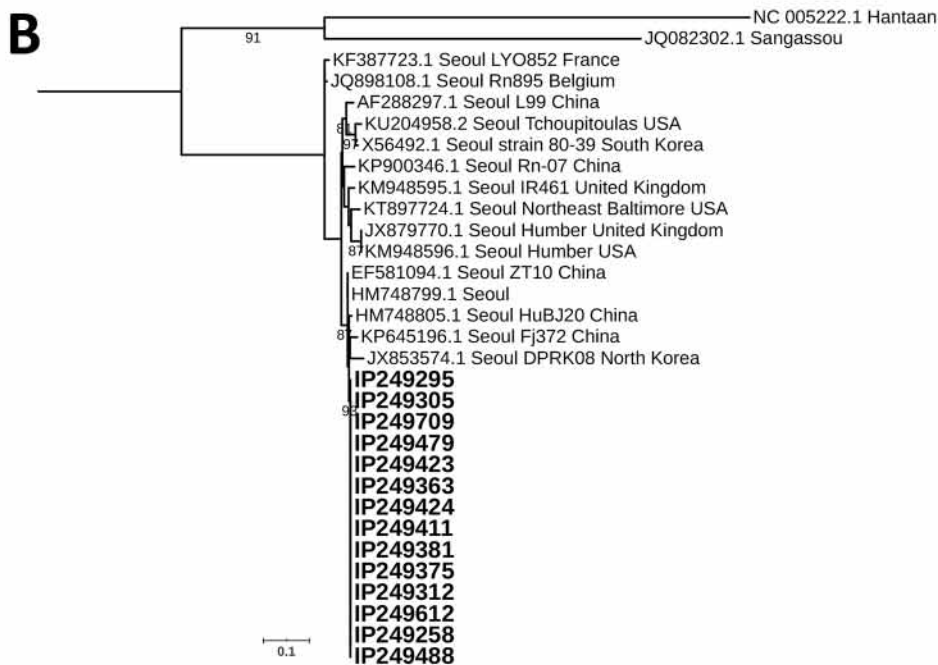 B
NC 005222.1 Hantaan
91
JQ082302.1 Sangassou
KF387723.1 Seoul LYO852 France
JQ898108.1 Seoul Rn895 Belgium
AF288297.1 Seoul L99 China
KU204958.2 Seoul Tchoupitoulas USA
X56492.1 Seoul strain 80-39 South Korea
KP900346.1 Seoul Rn-07 China
KM948595.1 Seoul IR461 United Kingdom
KT897724.1 Seoul Northeast Baltimore USA
JX879770.1 Seoul Humber United Kingdom
87
KM948596.1 Seoul Humber USA
EF581094.1 Seoul ZT10 China
HM748799.1 Seoul
HM748805.1 Seoul HuBJ20 China
KP645196.1 Seoul Fj372 China
JX853574.1 Seoul DPRK08 North Korea
IP249295
IP249305
93
IP249709
IP249479
IP249423
IP249363
IP249424
IP249411
IP249381
IP249375
IP249312
IP249612
IP249258
IP249488
0.1